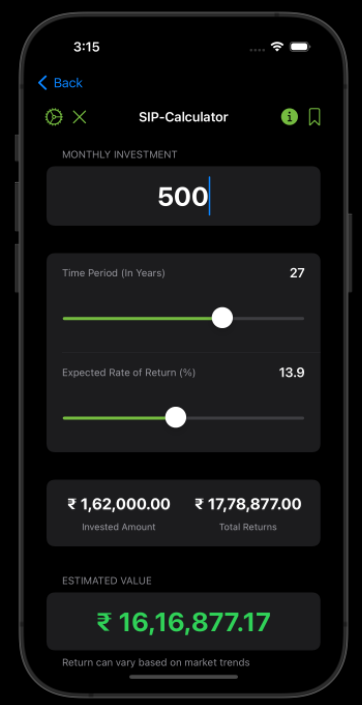 3:15
Back
SIP-Calculator
MONTHLY INVESTMENT
500
Time Period (In Years) 27
Expected Rate of Return (%) 13.9
₹ 1,62,000.00 ₹ 17,78,877.00
Invested Amount Total Returns
ESTIMATED VALUE
₹ 16,16,877.17
Return can vary based on market trends